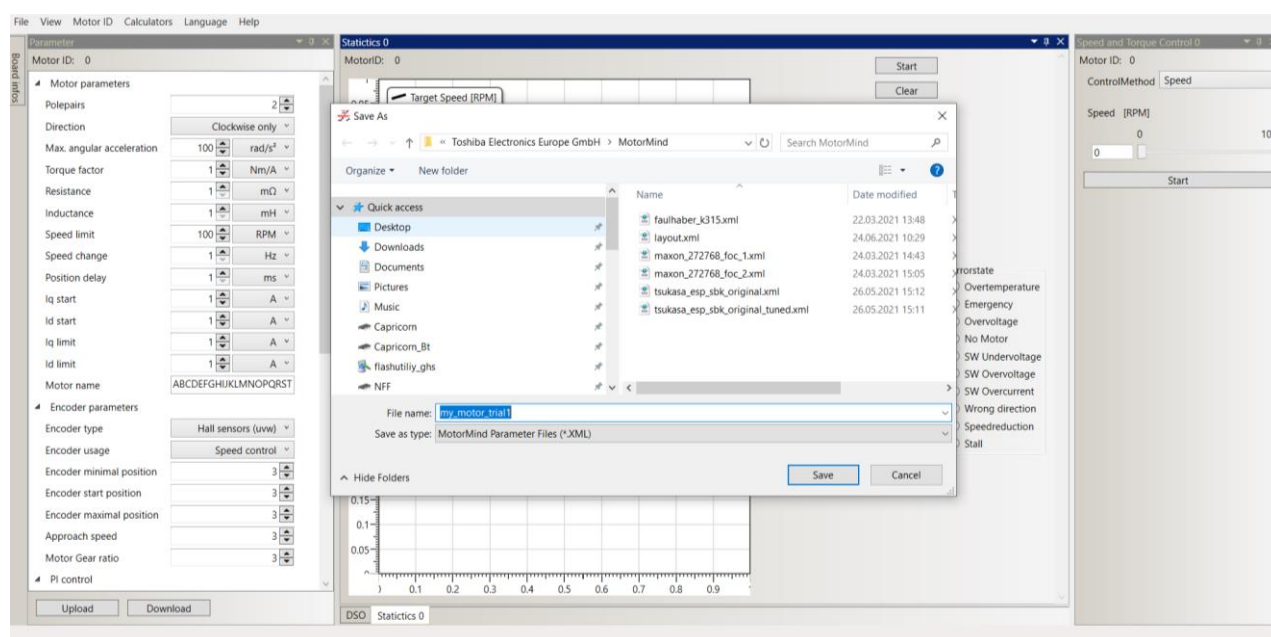 File View Motor ID Calculators Language Help
Board infos
Parameter
Motor ID: 0
Motor parameters
Polepairs 2
Direction Clockwise only
Max. angular acceleration 100 rad/s²
Torque factor 1 Nm/A
Resistance 1 mΩ
Inductance 1 mH
Speed limit 100 RPM
Speed change 1 Hz
Position delay 1 ms
Iq start 1 A
Id start 1 A
Iq limit 1 A
Id limit 1 A
Motor name ABCDEFGHIJKLMNOPQRST
Encoder parameters
Encoder type Hall sensors (uvw)
Encoder usage Speed control
Encoder minimal position 3
Encoder start position 3
Encoder maximal position 3
Approach speed 3
Motor Gear ratio 3
PI control
Upload Download
Statictics 0
MotorID: 0
Start
Clear
Target Speed [RPM]
Save As
« Toshiba Electronics Europe GmbH › MotorMind
Search MotorMind
Organize New folder
Quick access
Desktop
Downloads
Documents
Pictures
Music
Capricorn
Capricorn_Bt
flashutiliy_ghs
NFF
Name Date modified
faulhaber_k315.xml 22.03.2021 13:48
layout.xml 24.06.2021 10:29
maxon_272768_foc_1.xml 24.03.2021 14:43
maxon_272768_foc_2.xml 24.03.2021 15:05
tsukasa_esp_sbk_original.xml 26.05.2021 15:12
tsukasa_esp_sbk_original_tuned.xml 26.05.2021 15:11
File name: my_motor_trial1
Save as type: MotorMind Parameter Files (*.XML)
Hide Folders
Save Cancel
rrorstate
Overtemperature
Emergency
Overvoltage
No Motor
SW Undervoltage
SW Overvoltage
SW Overcurrent
Wrong direction
Speedreduction
Stall
0.15
0.1
0.05
0.1 0.2 0.3 0.4 0.5 0.6 0.7 0.8 0.9
DSO Statictics 0
Speed and Torque Control 0
Motor ID: 0
ControlMethod Speed
Speed [RPM]
0 10
0
Start